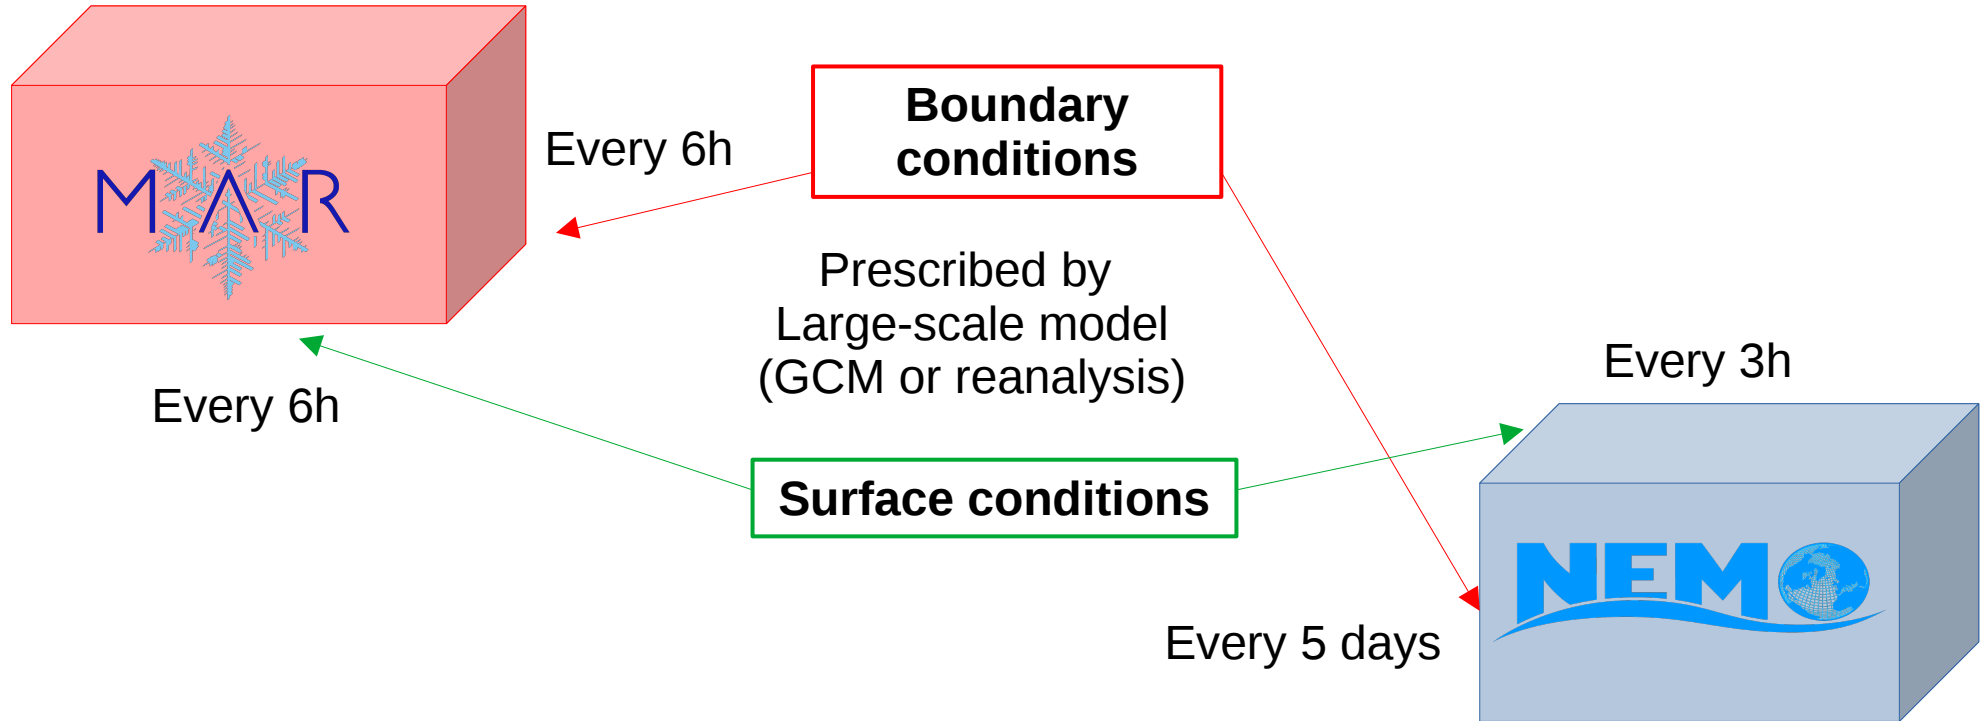 MAR
Every 6h
Boundary
conditions
Prescribed by
Large-scale model
(GCM or reanalysis)
Every 6h
Surface conditions
Every 3h
NEMO
Every 5 days